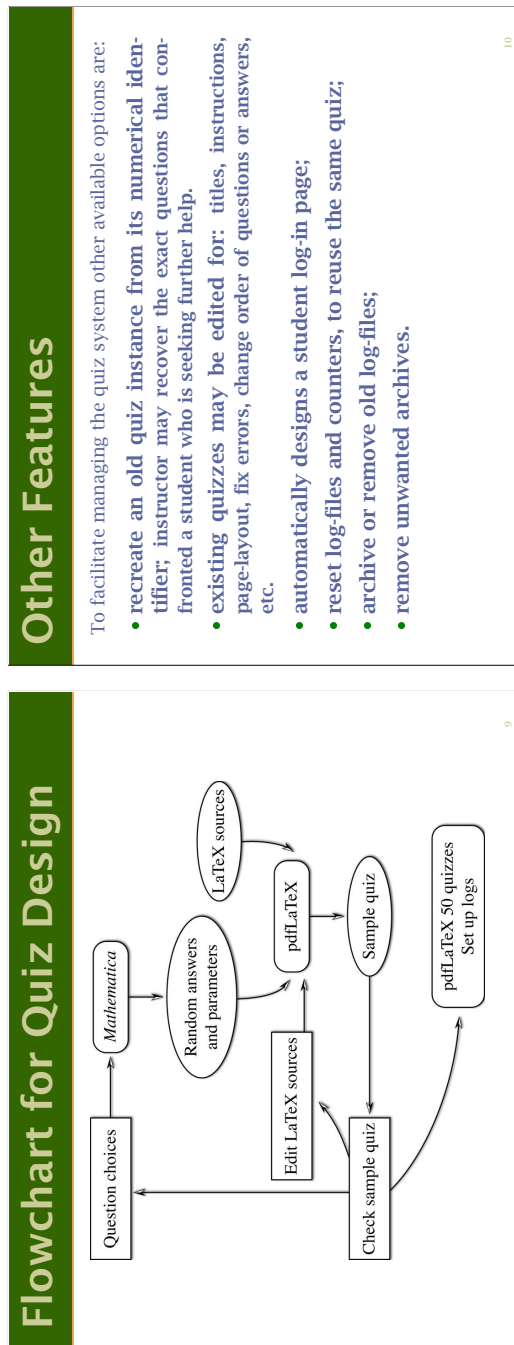 Flowchart for Quiz Design
Question choices
Mathematica
Random answers
and parameters
LaTeX sources
Edit LaTeX sources
pdfLaTeX
Check sample quiz
Sample quiz
pdfLaTeX 50 quizzes
Set up logs
9
Other Features
To facilitate managing the quiz system other available options are:
• recreate an old quiz instance from its numerical iden-
tifier; instructor may recover the exact questions that con-
fronted a student who is seeking further help.
• existing quizzes may be edited for: titles, instructions,
page-layout, fix errors, change order of questions or answers,
etc.
• automatically designs a student log-in page;
• reset log-files and counters, to reuse the same quiz;
• archive or remove old log-files;
• remove unwanted archives.
10